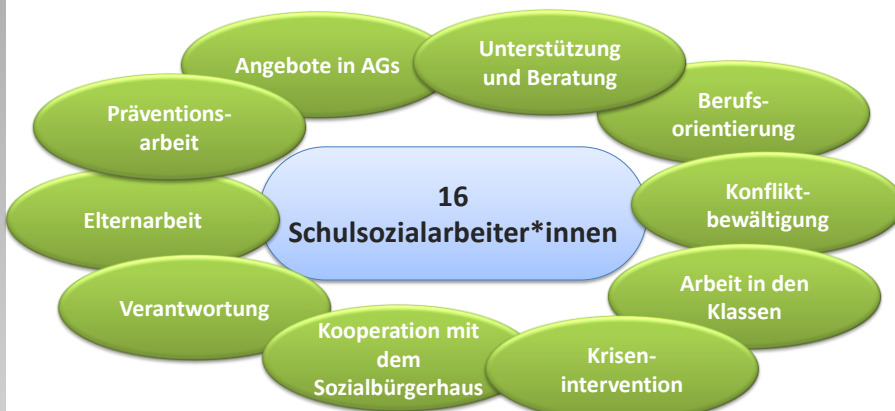 Angebote in AGs
Unterstützung
und Beratung
Berufs-
orientierung
Konflikt-
bewältigung
Arbeit in den
Klassen
Krisen-
intervention
Kooperation mit
dem
Sozialbürgerhaus
Verantwortung
Elternarbeit
Präventions-
arbeit
16
Schulsozialarbeiter*innen